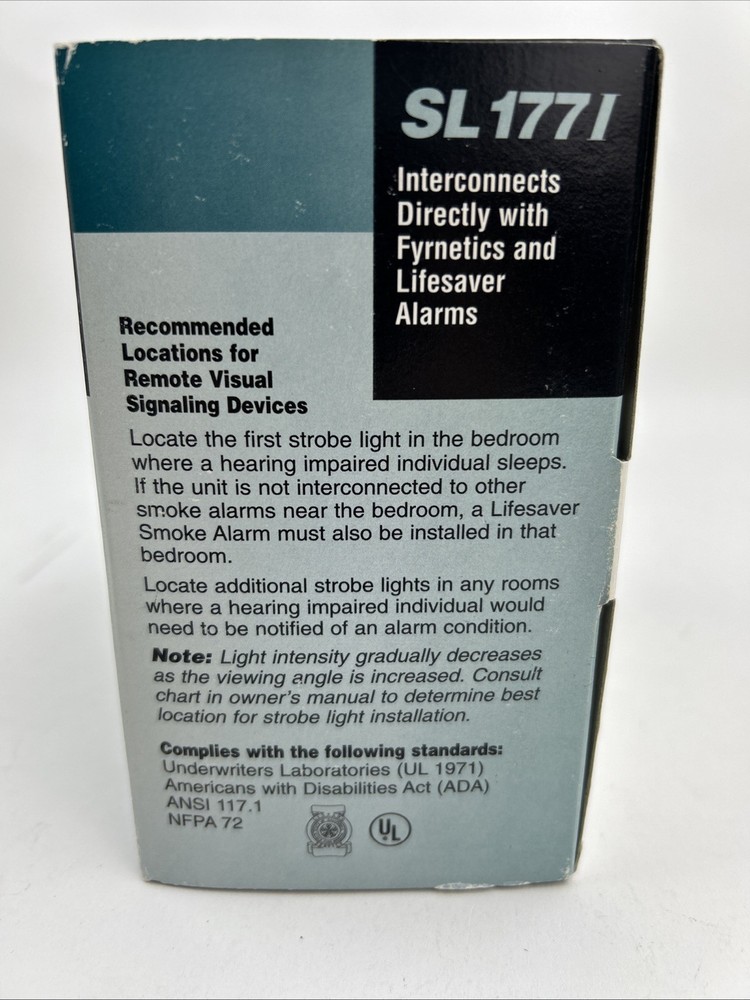 SL177I
Interconnects
Directly with
Fyrnetics and
Lifesaver
Alarms
Recommended
Locations for
Remote Visual
Signaling Devices
Locate the first strobe light in the bedroom
where a hearing impaired individual sleeps.
If the unit is not interconnected to other
smoke alarms near the bedroom, a Lifesaver
Smoke Alarm must also be installed in that
bedroom.
Locate additional strobe lights in any rooms
where a hearing impaired individual would
need to be notified of an alarm condition.
Note: Light intensity gradually decreases
as the viewing angle is increased. Consult
chart in owner's manual to determine best
location for strobe light installation.
Complies with the following standards:
Underwriters Laboratories (UL 1971)
Americans with Disabilities Act (ADA)
ANSI 117.1
NFPA 72
UL